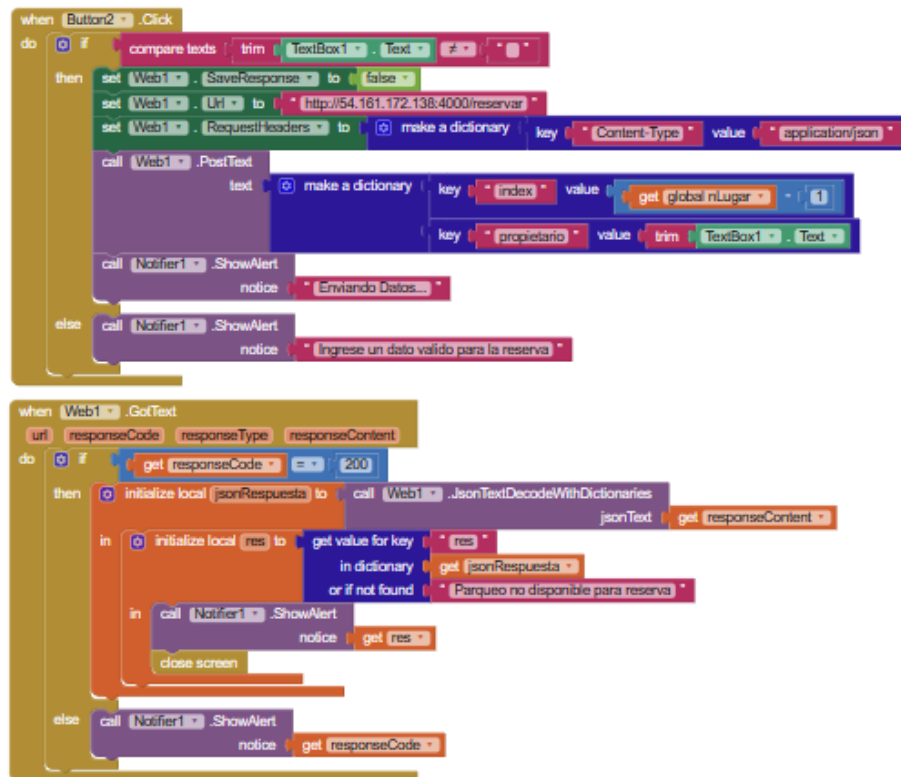 when Button2 .Click
do if compare texts trim TextBox1 . Text ≠ " "
then set Web1 . SaveResponse to false
set Web1 . Url to " http://54.161.172.138:4000/reservar "
set Web1 . RequestHeaders to make a dictionary key " Content-Type " value " application/json "
call Web1 .PostText
text make a dictionary key " index " value get global nLugar - 1
key " propietario " value trim TextBox1 . Text
call Notifier1 .ShowAlert
notice " Enviando Datos... "
else call Notifier1 .ShowAlert
notice " Ingrese un dato valido para la reserva "
when Web1 .GotText
url responseCode responseType responseContent
do if get responseCode = 200
then initialize local jsonRespuesta to call Web1 .JsonTextDecodeWithDictionaries
jsonText get responseContent
in initialize local res to get value for key " res "
in dictionary get jsonRespuesta
or if not found " Parqueo no disponible para reserva "
in call Notifier1 .ShowAlert
notice get res
close screen
else call Notifier1 .ShowAlert
notice get responseCode